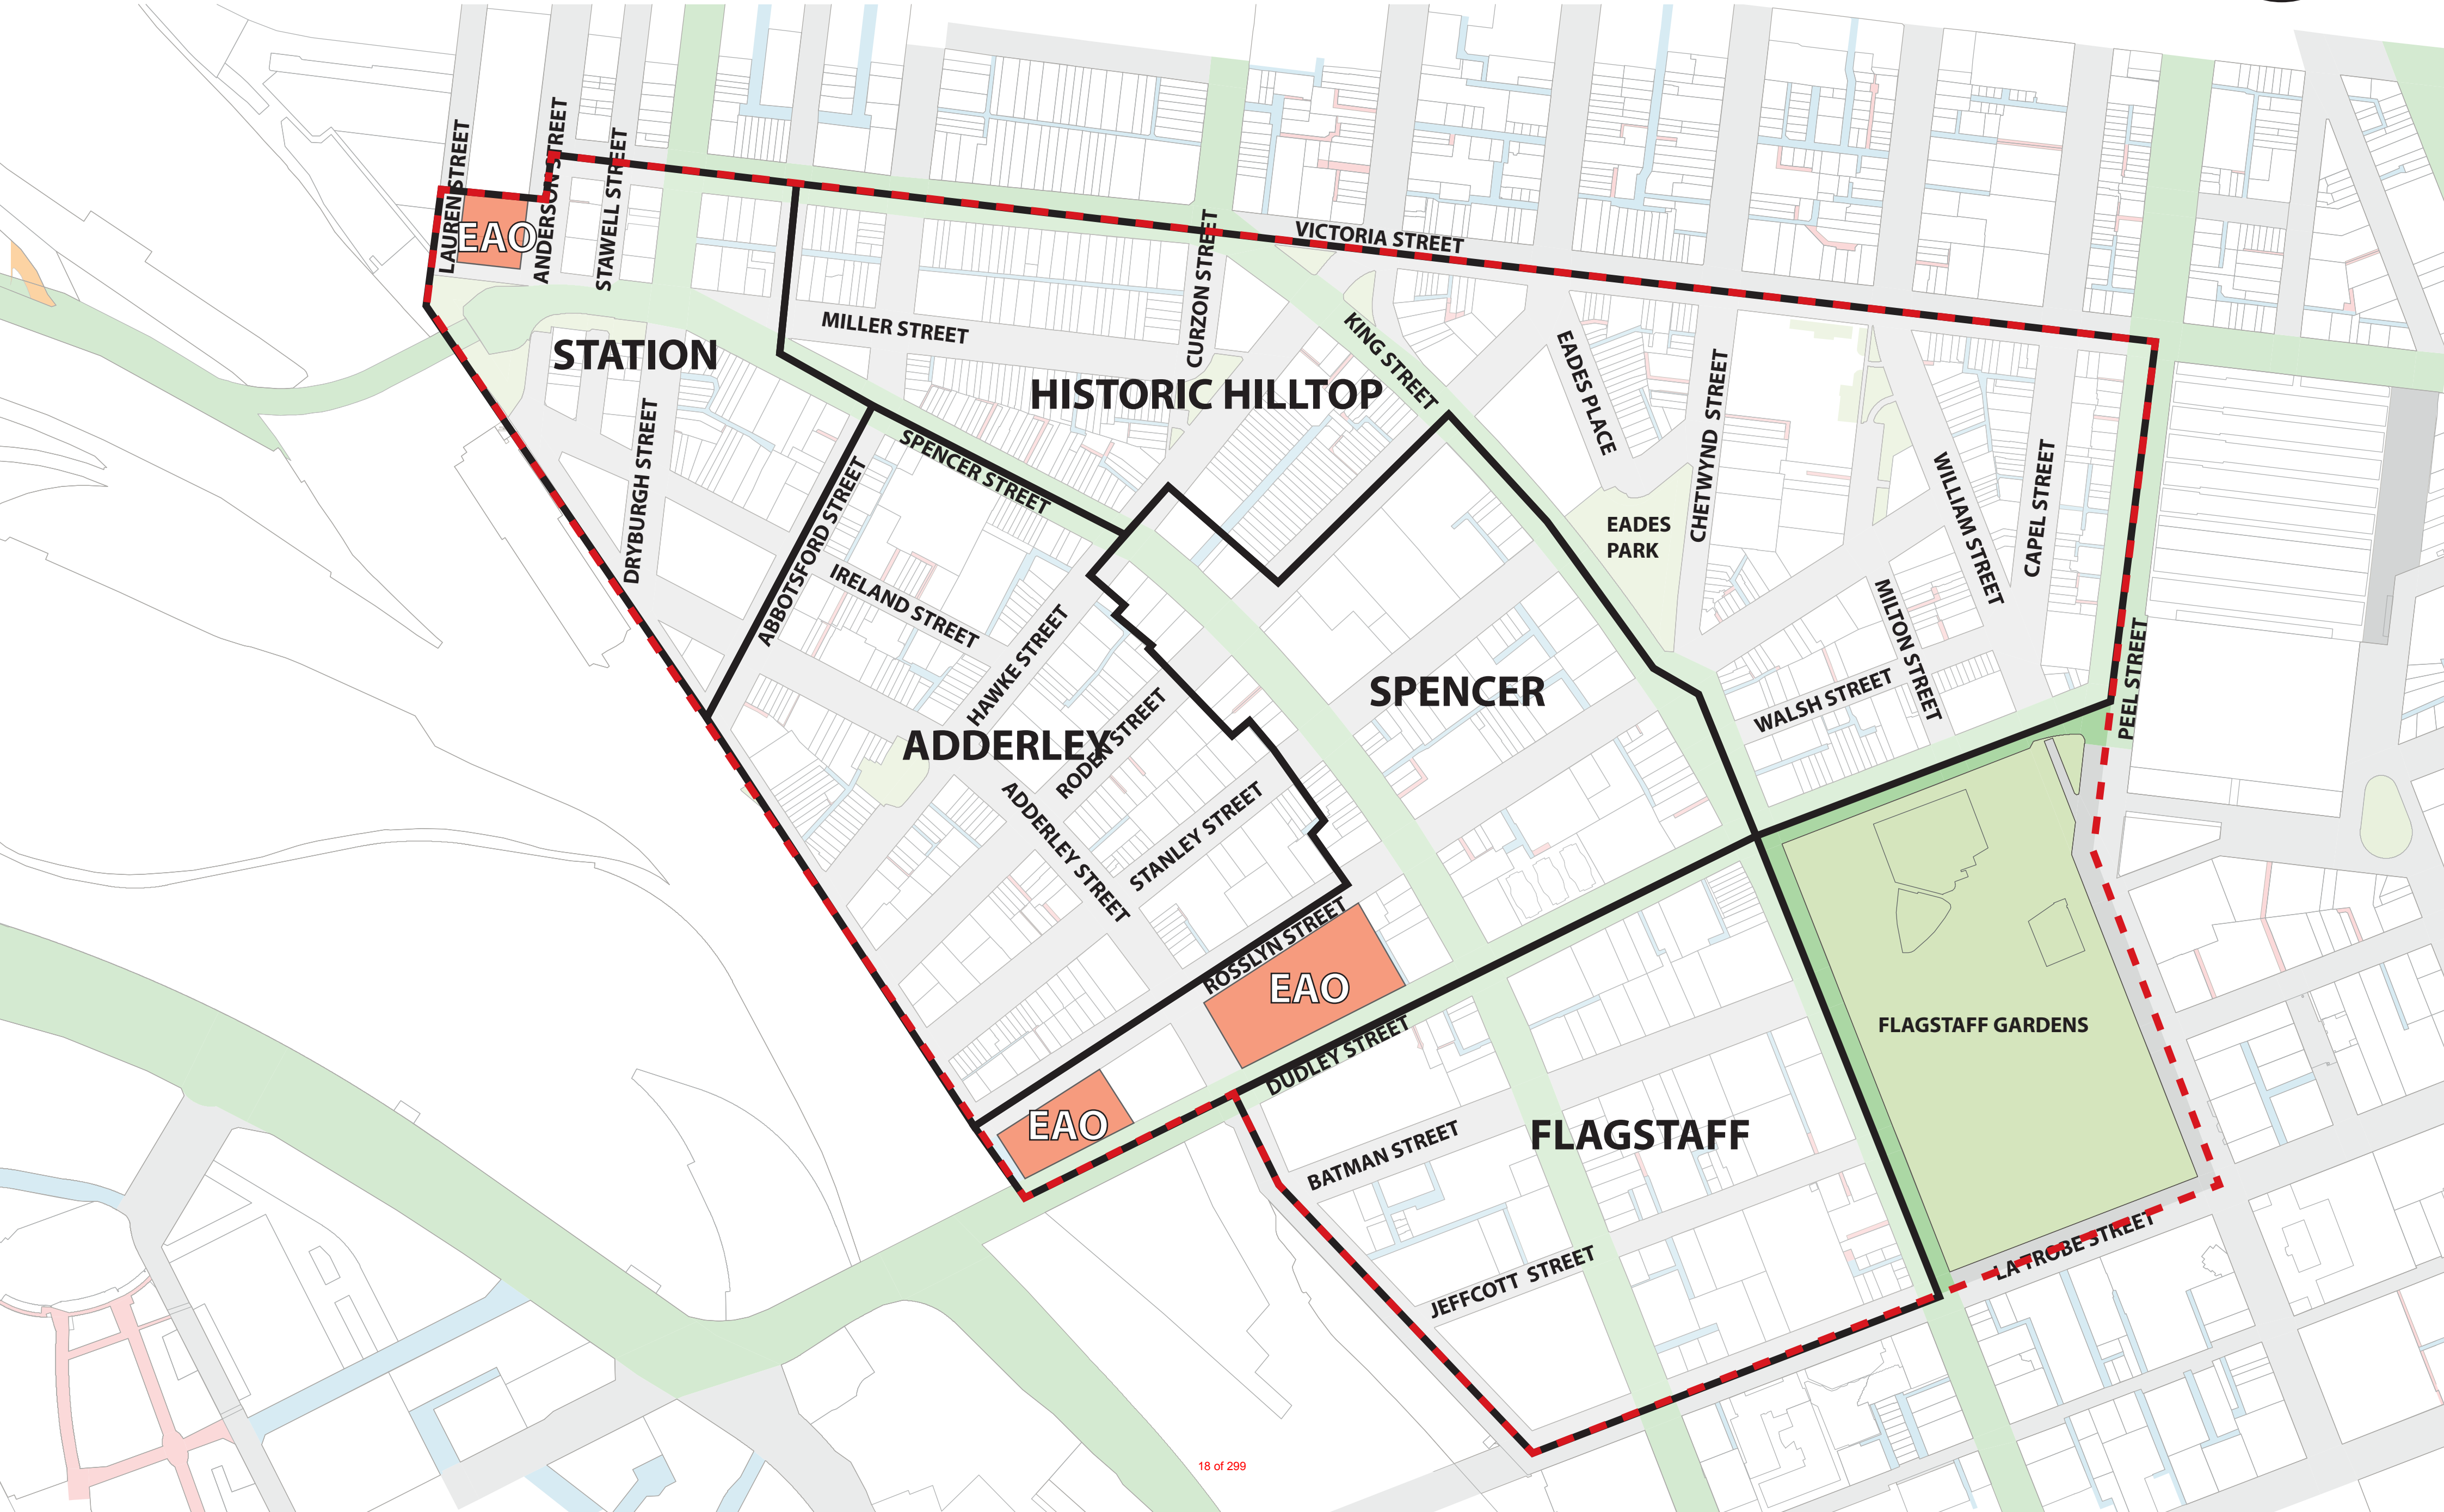 LAURENS STREET
ANDERSON STREET
STAWELL STREET
EAO
VICTORIA STREET
CURZON STREET
MILLER STREET
KING STREET
STATION
HISTORIC HILLTOP
EADES PLACE
CHETWYND STREET
SPENCER STREET
DRYBURGH STREET
ABBOTSFORD STREET
WILLIAM STREET
CAPEL STREET
EADES
PARK
IRELAND STREET
HAWKE STREET
MILTON STREET
PEEL STREET
SPENCER
WALSH STREET
ADDERLEY
RODEN STREET
ADDERLEY STREET
STANLEY STREET
ROSSLYN STREET
EAO
DUDLEY STREET
FLAGSTAFF GARDENS
EAO
BATMAN STREET
FLAGSTAFF
JEFFCOTT STREET
LA TROBE STREET
18 of 299